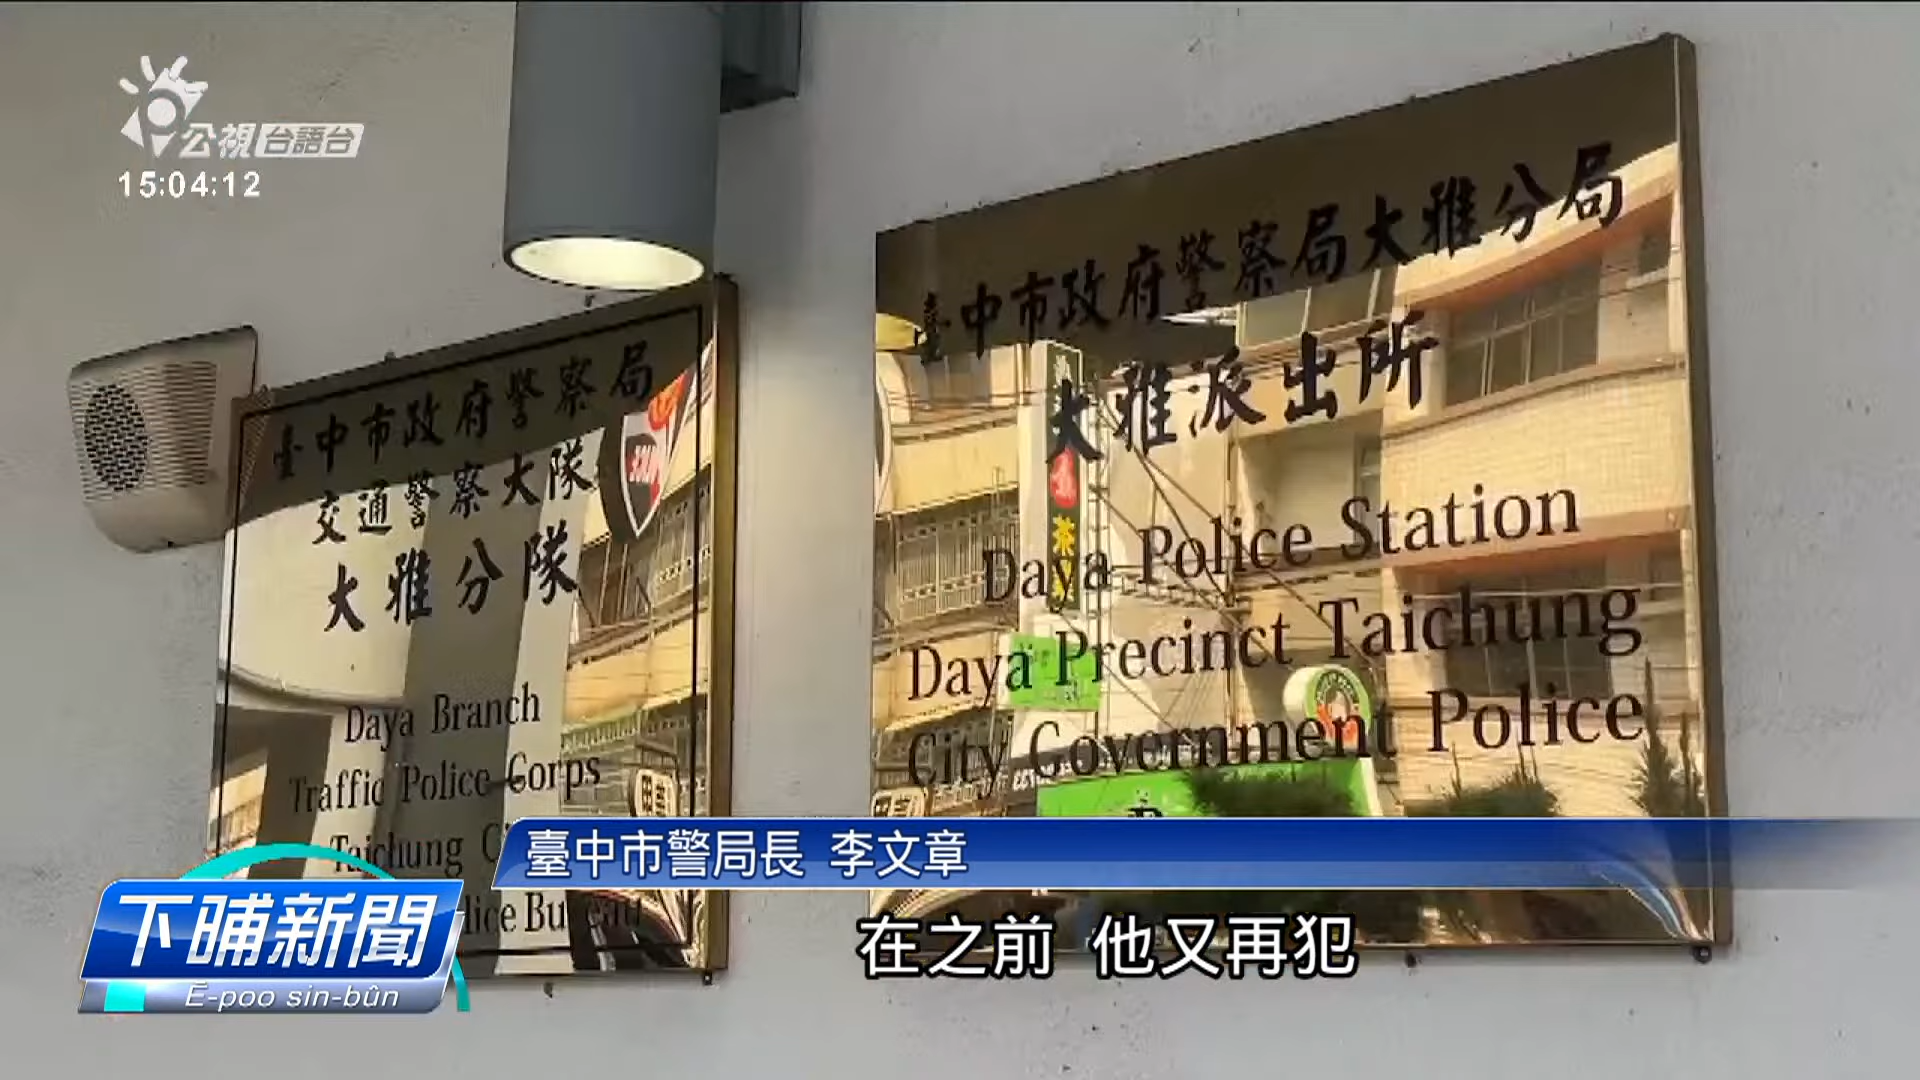 公視台語台
15:04:12
臺中市政府警察局
交通警察大隊
大雅分隊
Daya Branch
Traffic Police Corps
Taichung
臺中市政府警察局大雅分局
大雅派出所
Daya Police Station
Daya Precinct Taichung
City Government Police
臺中市警局長 李文章
在之前 他又再犯
下晡新聞
Ē-poo sin-bûn